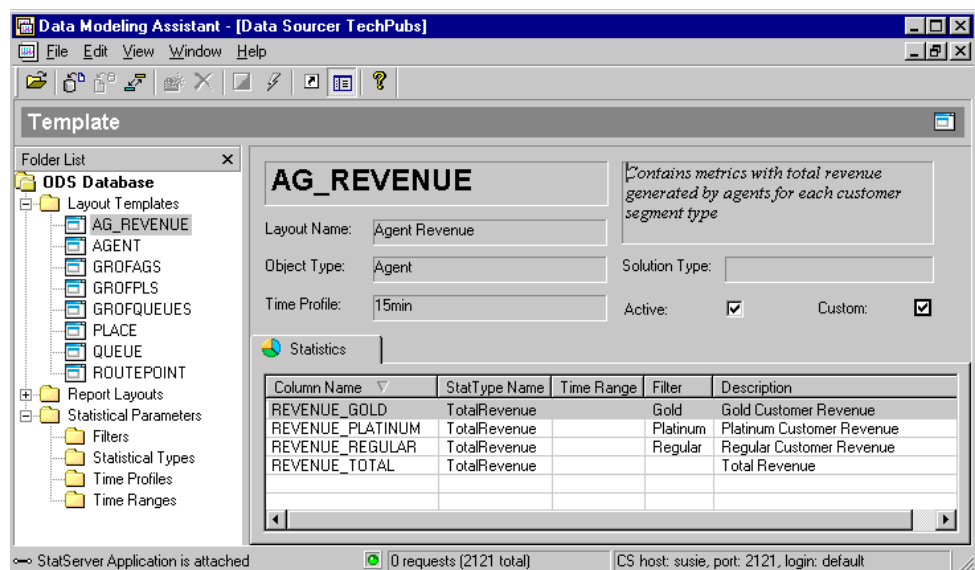 Data Modeling Assistant - [Data Sourcer TechPubs]
File Edit View Window Help
Template
Folder List
ODS Database
Layout Templates
AG_REVENUE
AGENT
GROFAGS
GROFPLS
GROFQUEUES
PLACE
QUEUE
ROUTEPOINT
Report Layouts
Statistical Parameters
Filters
Statistical Types
Time Profiles
Time Ranges
AG_REVENUE
Contains metrics with total revenue
generated by agents for each customer
segment type
Layout Name: Agent Revenue
Object Type: Agent
Solution Type:
Time Profile: 15min
Active:
Custom:
Statistics
Column Name StatType Name Time Range Filter Description
REVENUE_GOLD TotalRevenue Gold Gold Customer Revenue
REVENUE_PLATINUM TotalRevenue Platinum Platinum Customer Revenue
REVENUE_REGULAR TotalRevenue Regular Regular Customer Revenue
REVENUE_TOTAL TotalRevenue Total Revenue
StatServer Application is attached
0 requests (2121 total)
CS host: susie, port: 2121, login: default